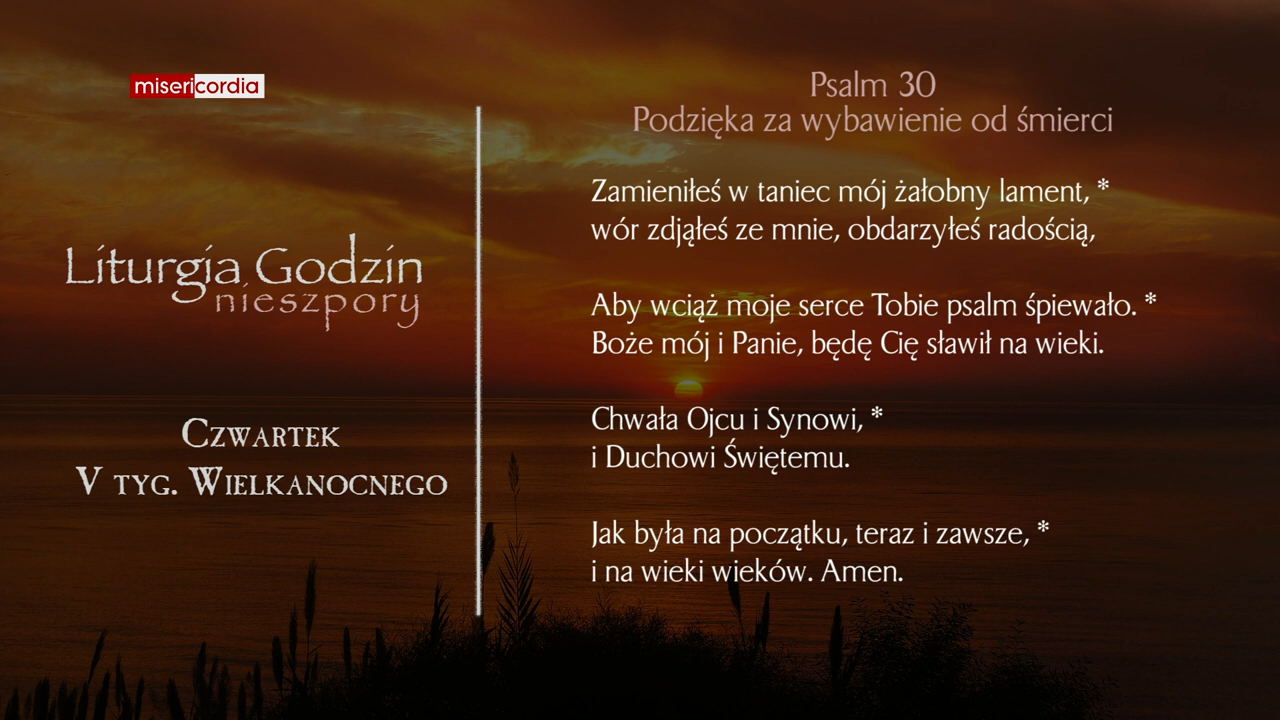 misericordia
Liturgia Godzin
nieszpory
Czwartek
V tyg. Wielkanocnego
Psalm 30
Podzięka za wybawienie od śmierci
Zamieniłeś w taniec mój żałobny lament, *
wór zdjąłeś ze mnie, obdarzyłeś radością,
Aby wciąż moje serce Tobie psalm śpiewało. *
Boże mój i Panie, będę Cię sławił na wieki.
Chwała Ojcu i Synowi, *
i Duchowi Świętemu.
Jak była na początku, teraz i zawsze, *
i na wieki wieków. Amen.